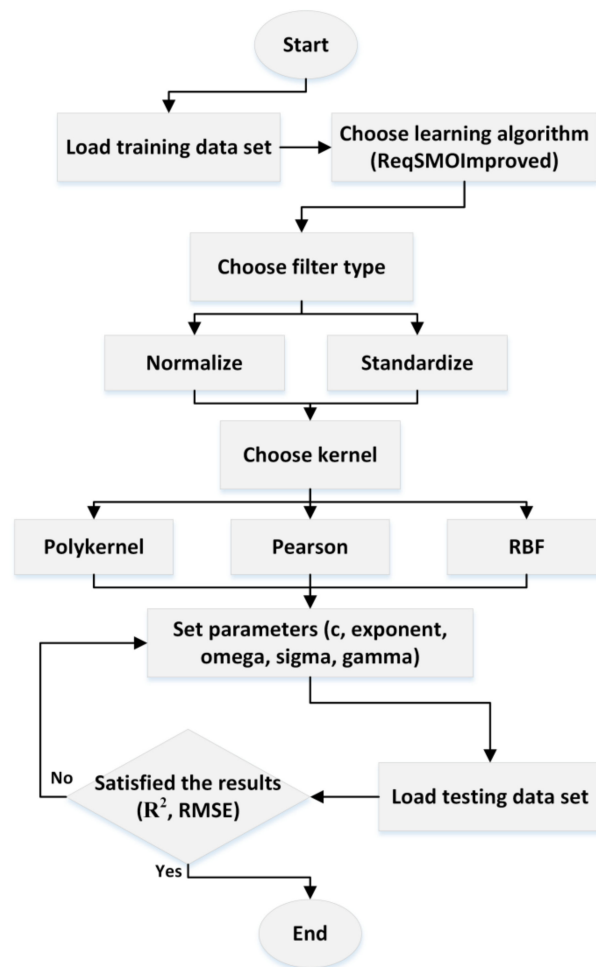 Start
Load training data set
Choose learning algorithm
(ReqSMOImproved)
Choose filter type
Normalize
Standardize
Choose kernel
Polykernel
Pearson
RBF
Set parameters (c, exponent,
omega, sigma, gamma)
No
Satisfied the results
(R², RMSE)
Load testing data set
Yes
End